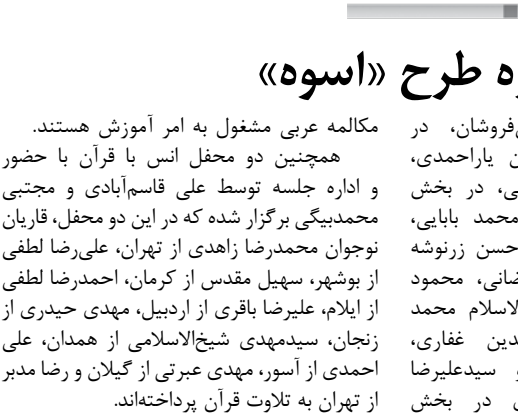 ه طرح «اسوه»
فروشان، در
ن یاراحمدی،
ی، در بخش
محمد بابایی،
حسن زرنوشه
ضانی، محمود
لاسلام محمد
دین غفاری،
و سیدعلیرضا
ی در بخش
مکالمه عربی مشغول به امر آموزش هستند.
همچنین دو محفل انس با قرآن با حضور
و اداره جلسه توسط علی قاسم‌آبادی و مجتبی
محمدبیگی برگزار شده که در این دو محفل، قاریان
نوجوان محمدرضا زاهدی از تهران، علی‌رضا لطفی
از بوشهر، سهیل مقدس از کرمان، احمدرضا لطفی
از ایلام، علیرضا باقری از اردبیل، مهدی حیدری از
زنجان، سیدمهدی شیخ‌الاسلامی از همدان، علی
احمدی از آسور، مهدی عبرتی از گیلان و رضا مدبر
از تهران به تلاوت قرآن پرداخته‌اند.